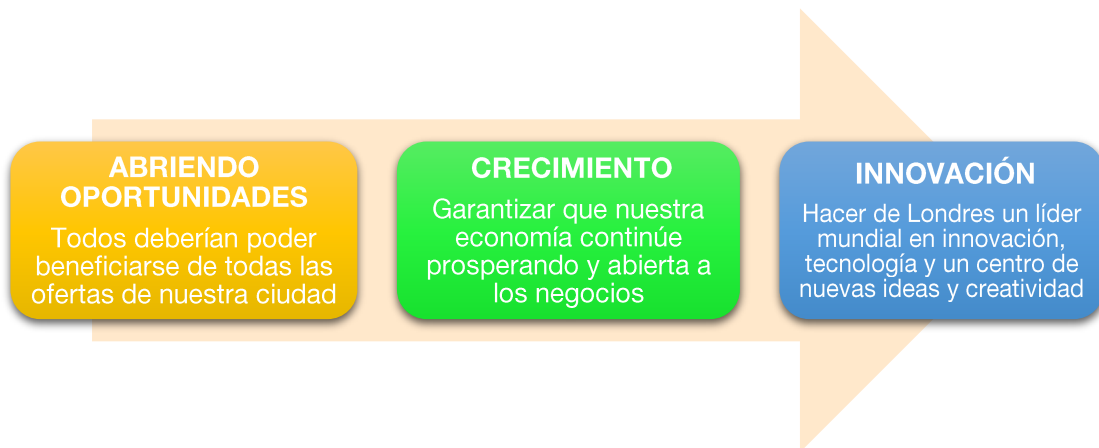 ABRIENDO
OPORTUNIDADES
Todos deberían poder
beneficiarse de todas las
ofertas de nuestra ciudad
CRECIMIENTO
Garantizar que nuestra
economía continúe
prosperando y abierta a
los negocios
INNOVACIÓN
Hacer de Londres un líder
mundial en innovación,
tecnología y un centro de
nuevas ideas y creatividad